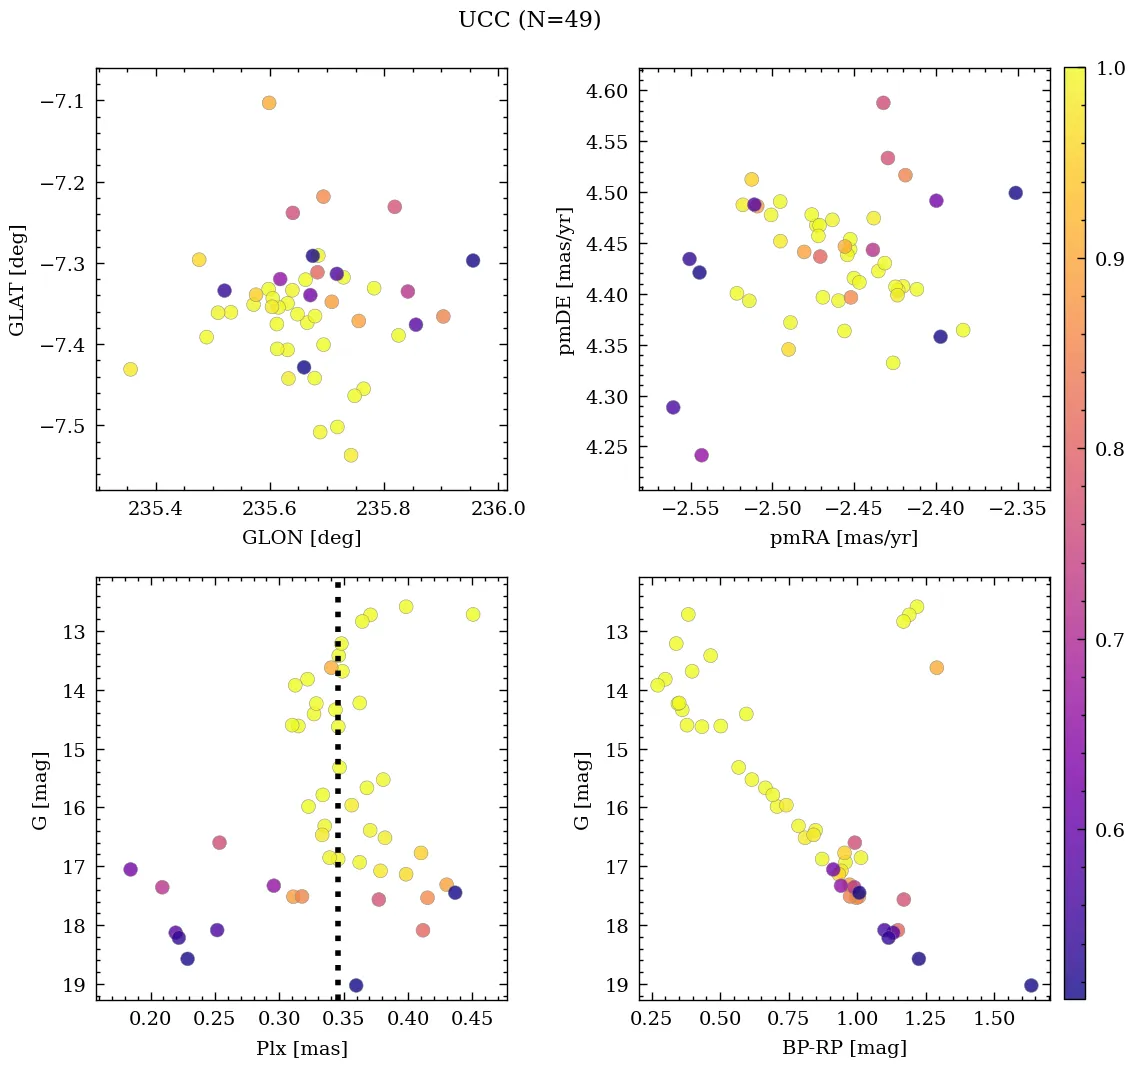 UCC (N=49)
−7.1
−7.2
−7.3
−7.4
−7.5
GLAT [deg]
235.4 235.6 235.8 236.0
GLON [deg]
4.60
4.55
4.50
4.45
4.40
4.35
4.30
4.25
pmDE [mas/yr]
−2.55 −2.50 −2.45 −2.40 −2.35
pmRA [mas/yr]
1.0
0.9
0.8
0.7
0.6
13
14
15
16
17
18
19
G [mag]
0.20 0.25 0.30 0.35 0.40 0.45
Plx [mas]
13
14
15
16
17
18
19
G [mag]
0.25 0.50 0.75 1.00 1.25 1.50
BP-RP [mag]